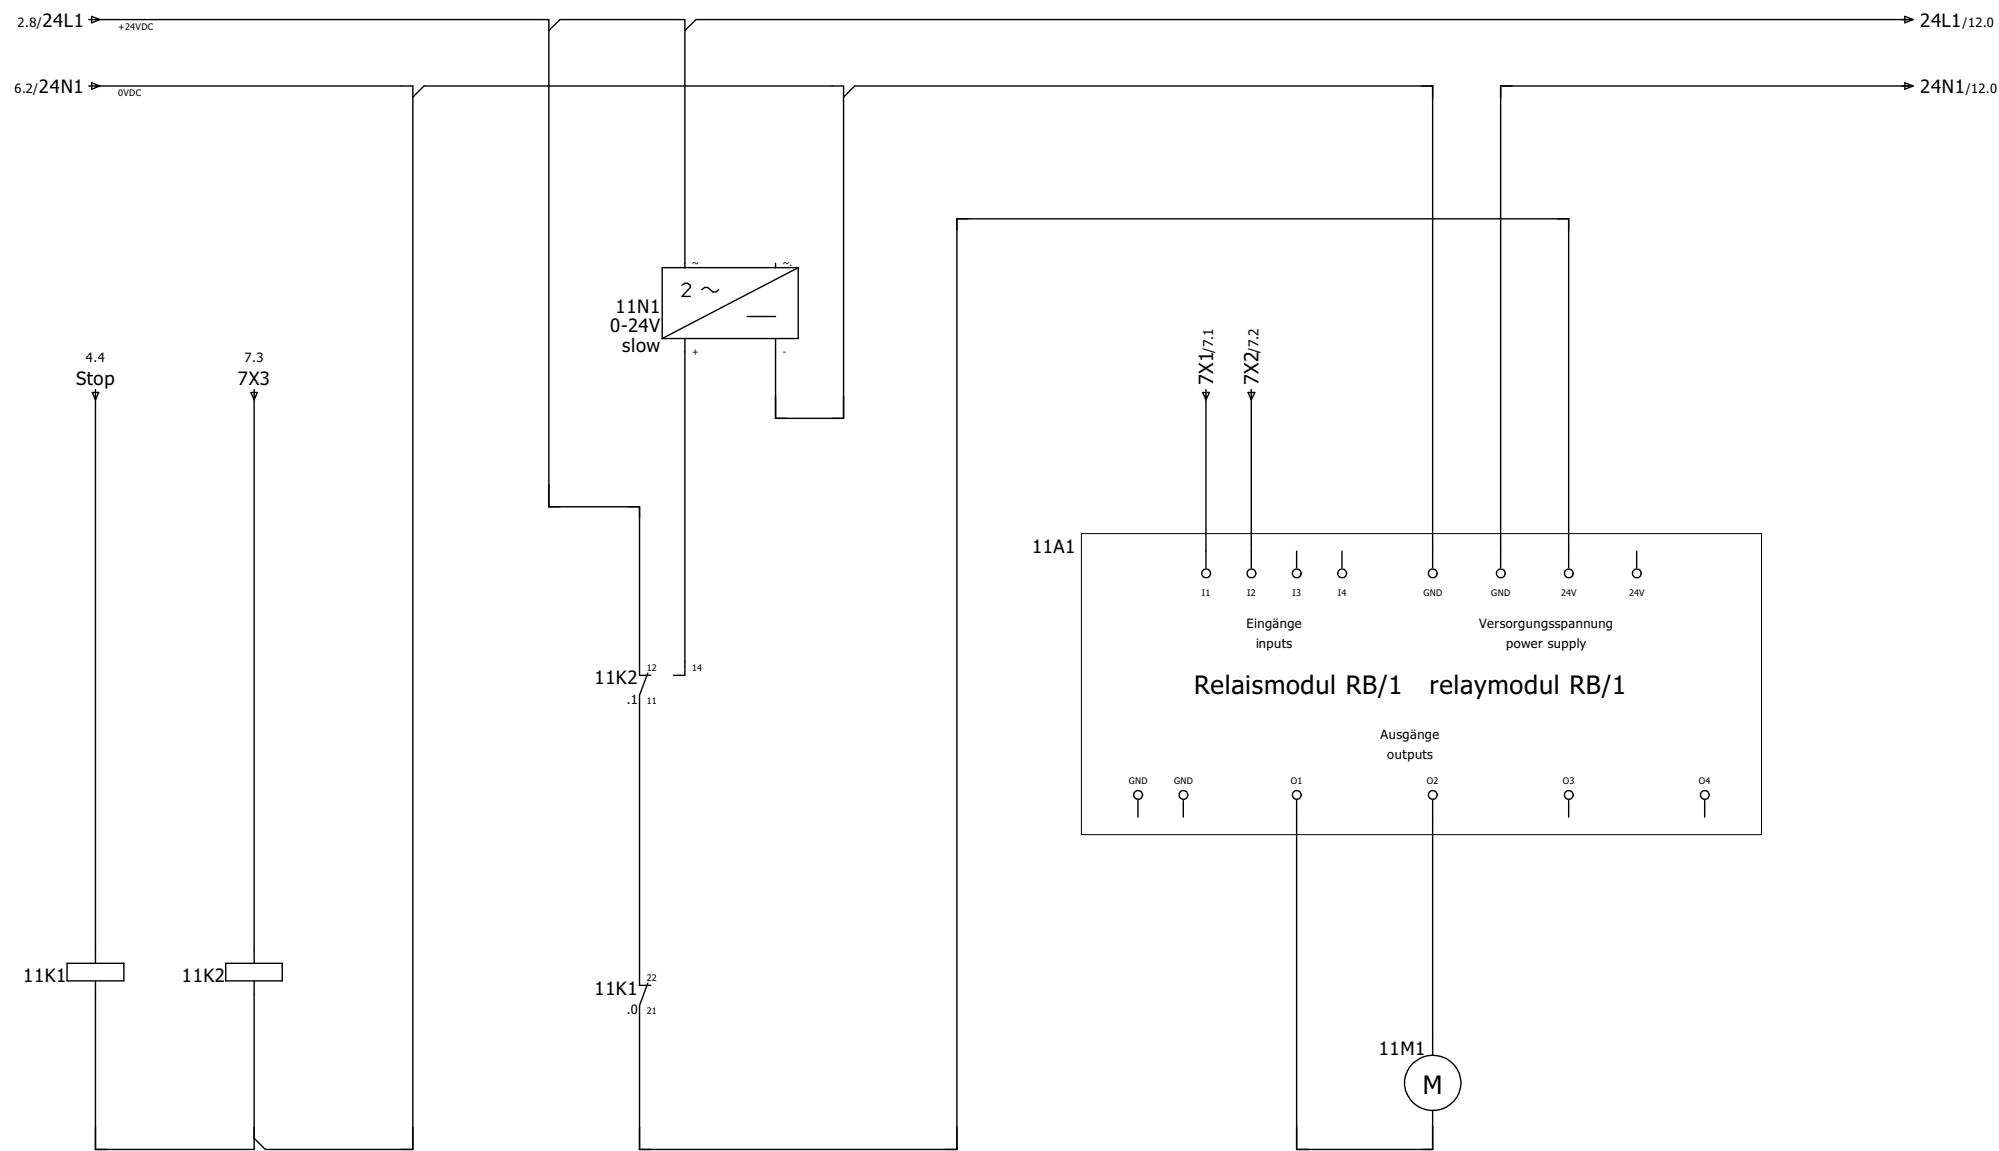 2.8/24L1
+24VDC
24L1/12.0
6.2/24N1
0VDC
24N1/12.0
~
~.
2 ~
11N1
0-24V
slow
+
-
4.4
Stop
7.3
7X3
7X1/7.1
7X2/7.2
11A1
I1 I2 I3 I4 GND GND 24V 24V
Eingänge
inputs
Versorgungsspannung
power supply
Relaismodul RB/1 relaymodul RB/1
Ausgänge
outputs
GND GND O1 O2 O3 O4
11K2
12
14
.1
11
11K1
11K2
11K1
22
.0
21
11M1
M